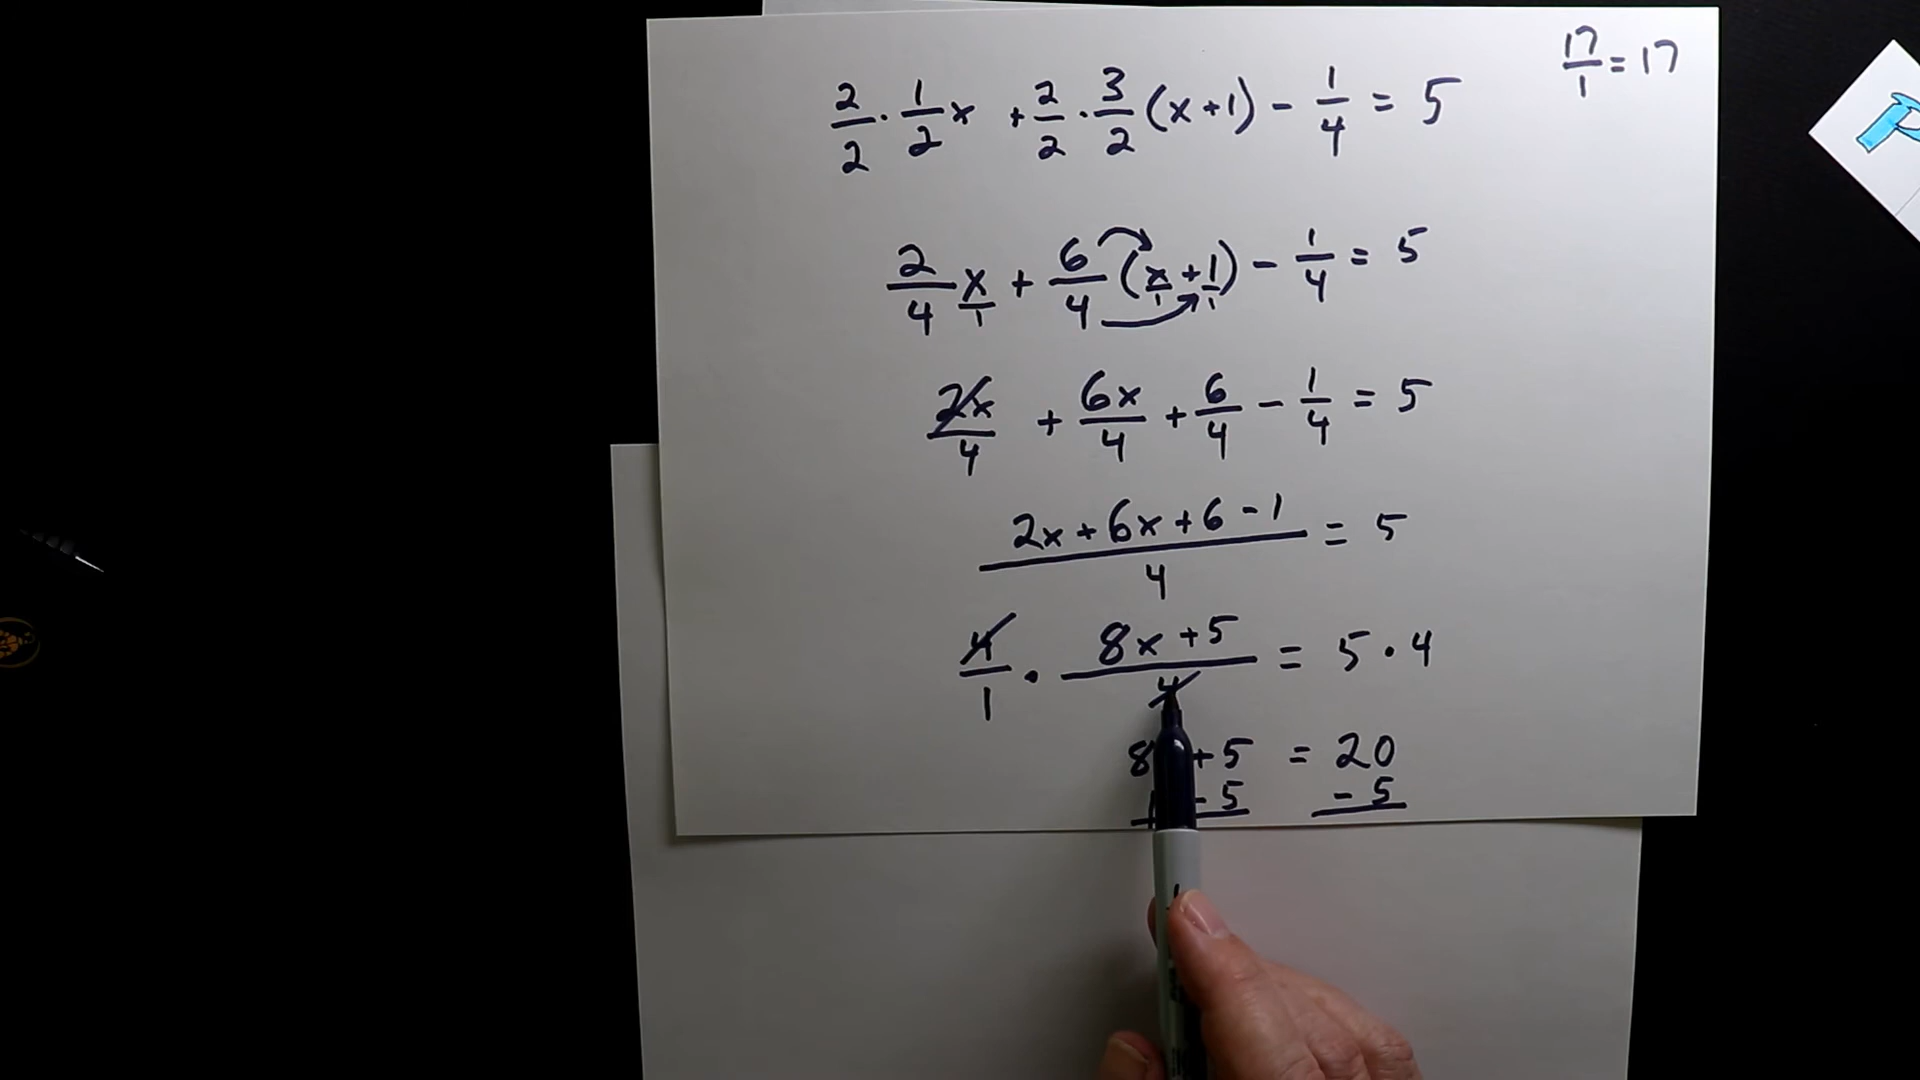 17/1 = 17
2/2 · 1/2 x + 2/2 · 3/2 (x + 1) - 1/4 = 5
2/4 x/1 + 6/4 (x/1 + 1/1) - 1/4 = 5
2x/4 + 6x/4 + 6/4 - 1/4 = 5
2x + 6x + 6 - 1 / 4 = 5
4/1 · 8x + 5 / 4 = 5 · 4
8 + 5 = 20
- 5 - 5